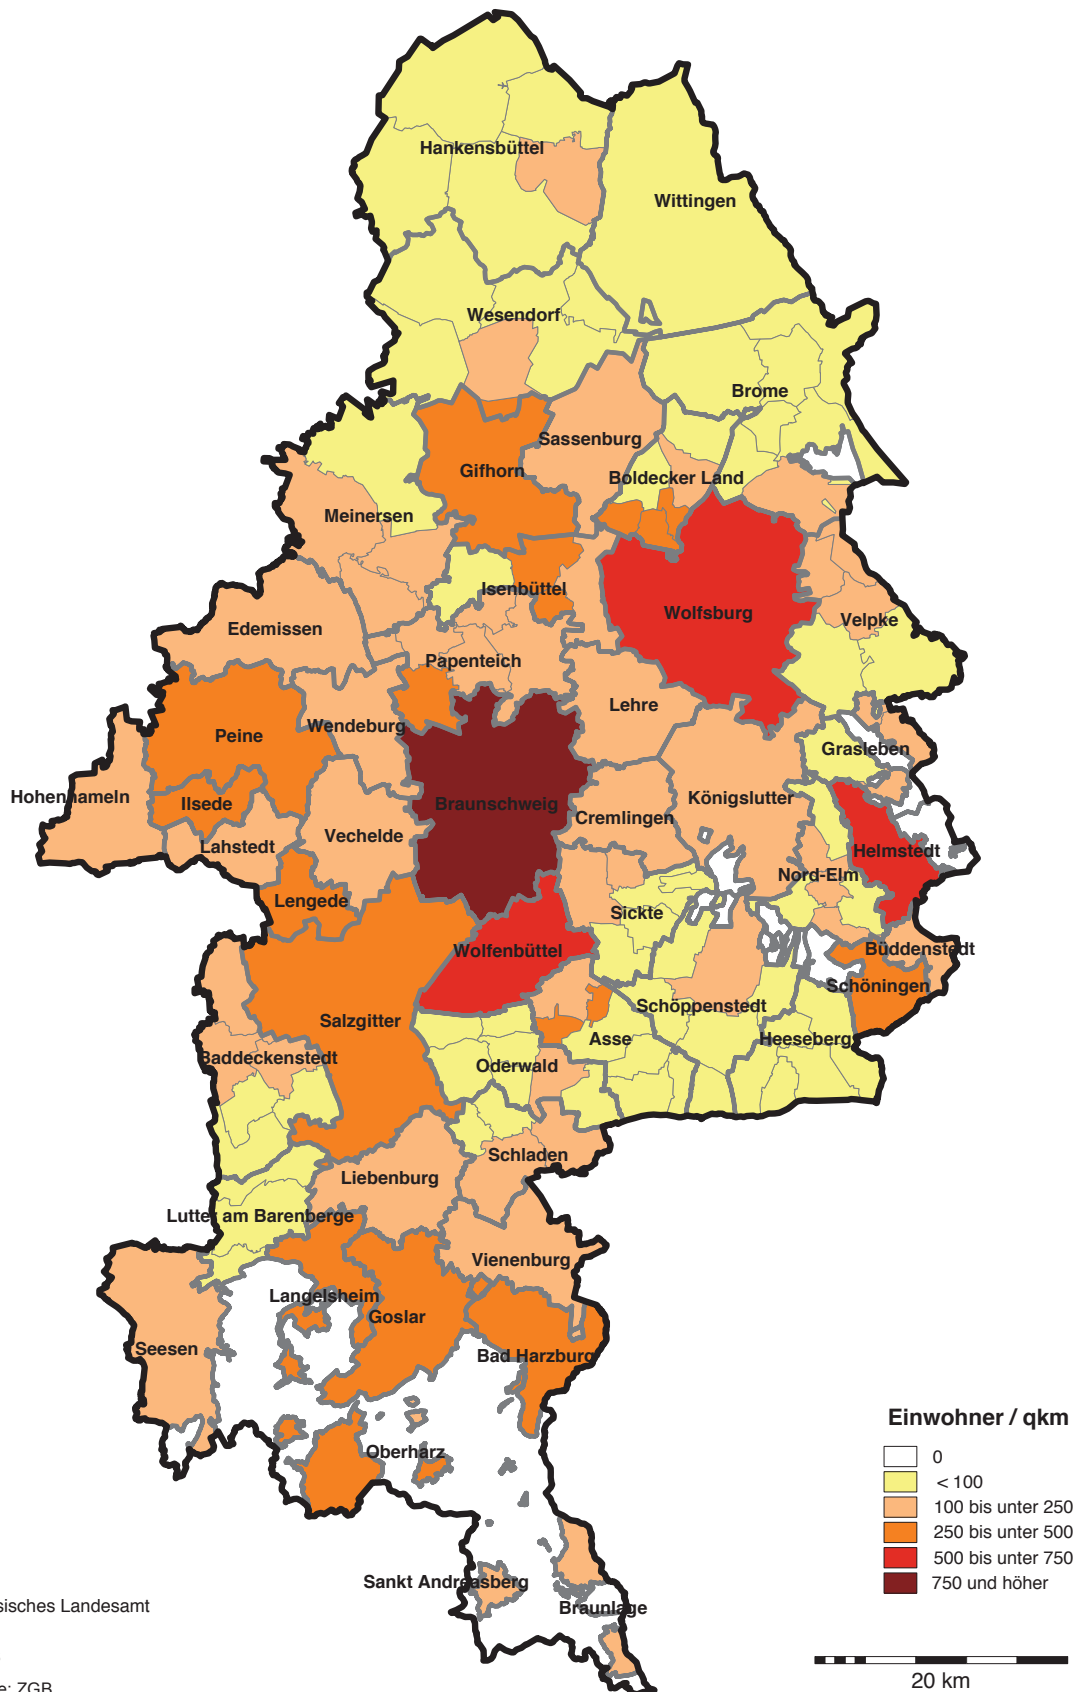 Hankensbüttel
Wittingen
Wesendorf
Brome
Sassenburg
Gifhorn
Boldecker Land
Meinersen
Isenbüttel
Wolfsburg
Velpke
Edemissen
Papenteich
Lehre
Wendeburg
Peine
Grasleben
Hohenhameln
Ilsede
Braunschweig
Königslutter
Cremlingen
Vechelde
Lahstedt
Helmstedt
Nord-Elm
Lengede
Sickte
Wolfenbüttel
Büddenstedt
Schöningen
Schöppenstedt
Salzgitter
Asse
Heeseberg
Baddeckenstedt
Oderwald
Schladen
Liebenburg
Lutter am Barenberge
Vienenburg
Langelsheim
Goslar
Seesen
Bad Harzburg
Oberharz
Sankt Andreasberg
Braunlage
Einwohner / qkm
0
< 100
100 bis unter 250
250 bis unter 500
500 bis unter 750
750 und höher
sisches Landesamt
e: ZGB
20 km